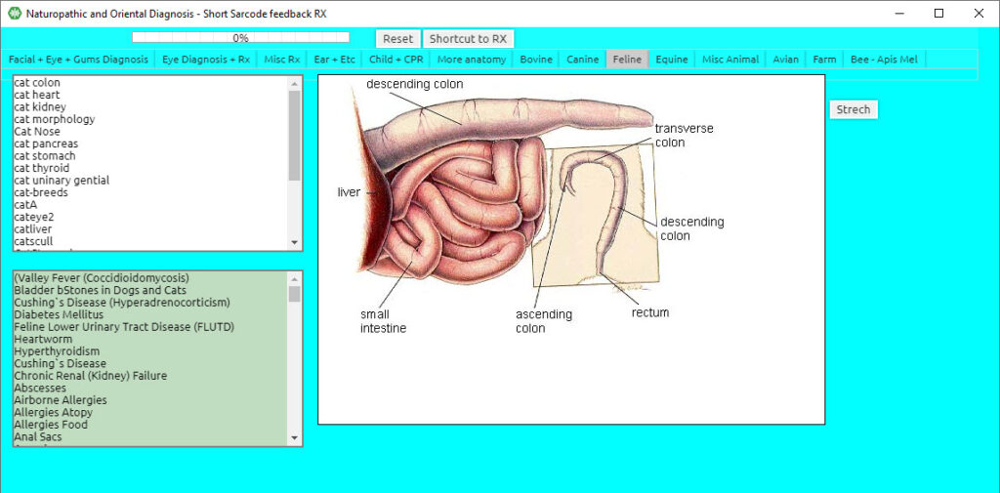 Naturopathic and Oriental Diagnosis - Short Sarcode feedback RX
0%
Reset
Shortcut to RX
Facial + Eye + Gums Diagnosis
Eye Diagnosis + Rx
Misc Rx
Ear + Etc
Child + CPR
More anatomy
Bovine
Canine
Feline
Equine
Misc Animal
Avian
Farm
Bee - Apis Mel
cat colon
cat heart
cat kidney
cat morphology
Cat Nose
cat pancreas
cat stomach
cat thyroid
cat uninary gential
cat-breeds
catA
cateye2
catliver
catscull
descending colon
transverse
colon
liver
descending
colon
small
intestine
ascending
colon
rectum
Strech
(Valley Fever (Coccidioidomycosis)
Bladder bStones in Dogs and Cats
Cushing`s Disease (Hyperadrenocorticism)
Diabetes Mellitus
Feline Lower Urinary Tract Disease (FLUTD)
Heartworm
Hyperthyroidism
Cushing`s Disease
Chronic Renal (Kidney) Failure
Abscesses
Airborne Allergies
Allergies Atopy
Allergies Food
Anal Sacs